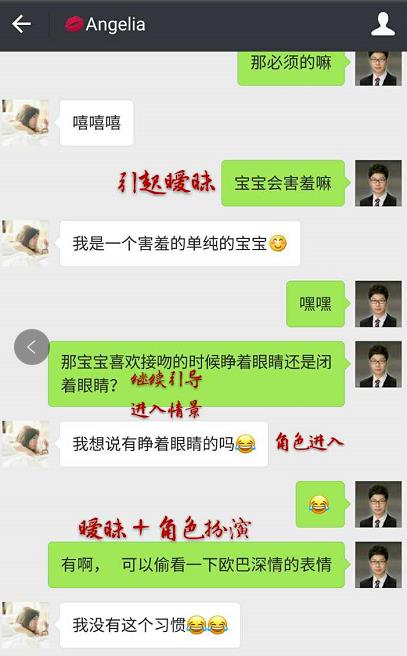 Angelia
那必须的嘛
嘻嘻嘻
引起暧昧
宝宝会害羞嘛
我是一个害羞的单纯的宝宝😊
嘿嘿
那宝宝喜欢接吻的时候睁着眼睛还是闭
着眼睛？
继续引导
进入情景
我想说有睁着眼睛的吗😂
角色进入
😂
暧昧＋角色扮演
有啊， 可以偷看一下欧巴深情的表情
我没有这个习惯😂😂